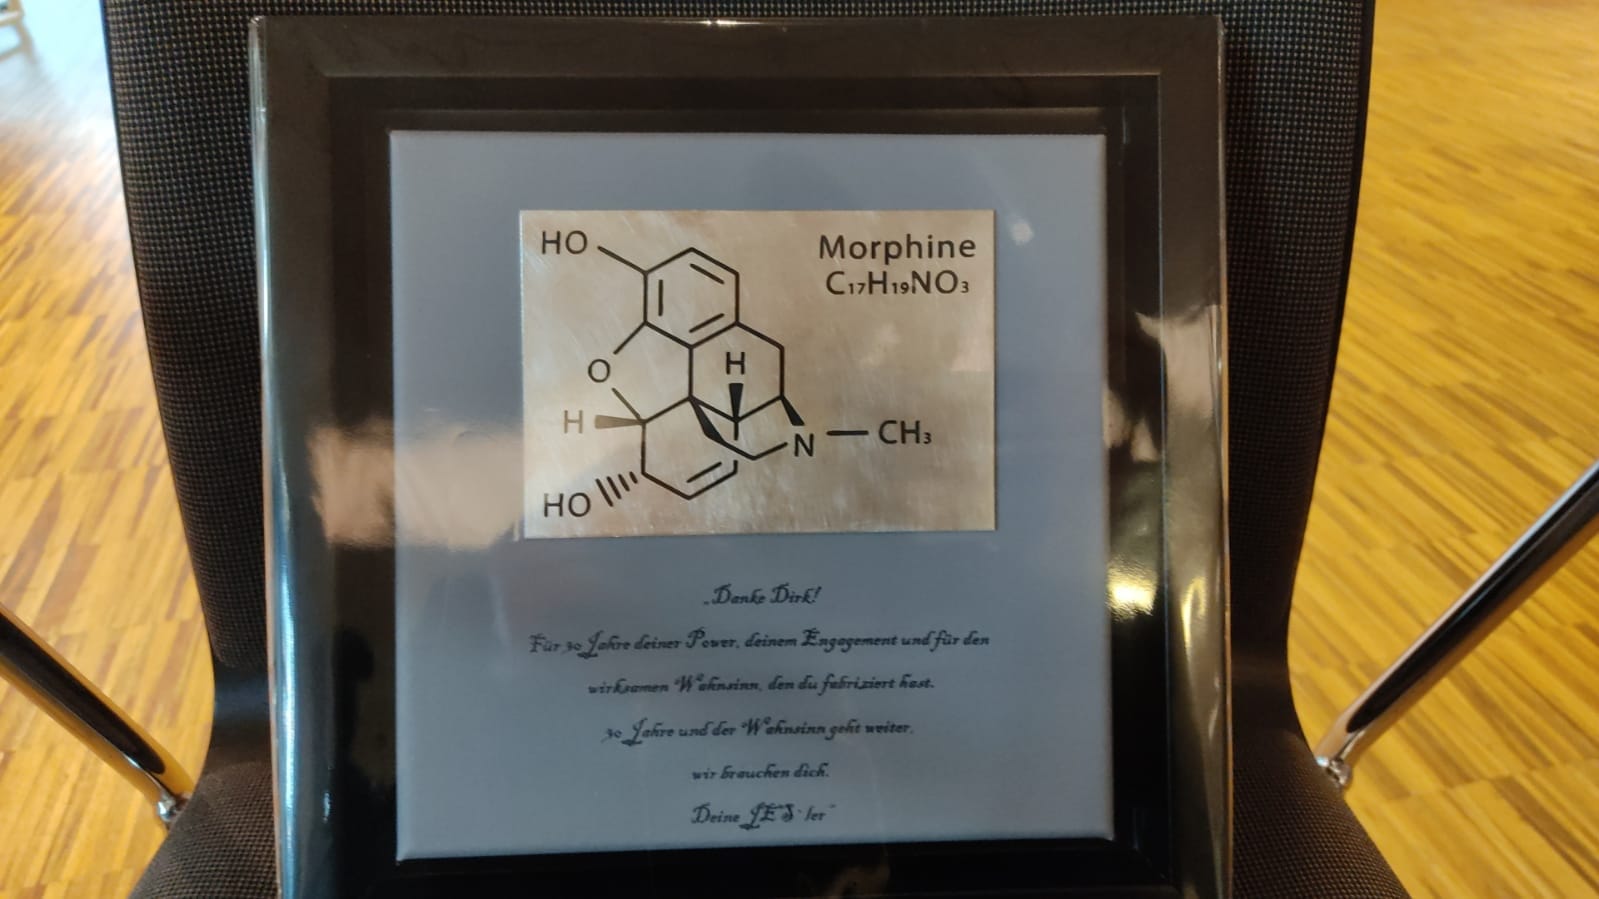 HO
Morphine
C₁₇H₁₉NO₃
H
O
H
N — CH₃
HO
„Danke Dirk!
Für 30 Jahre deiner Power, deinem Engagement und für den
wirksamen Wahnsinn, den du fabriziert hast.
30 Jahre und der Wahnsinn geht weiter,
wir brauchen dich.
Deine JES`ler“